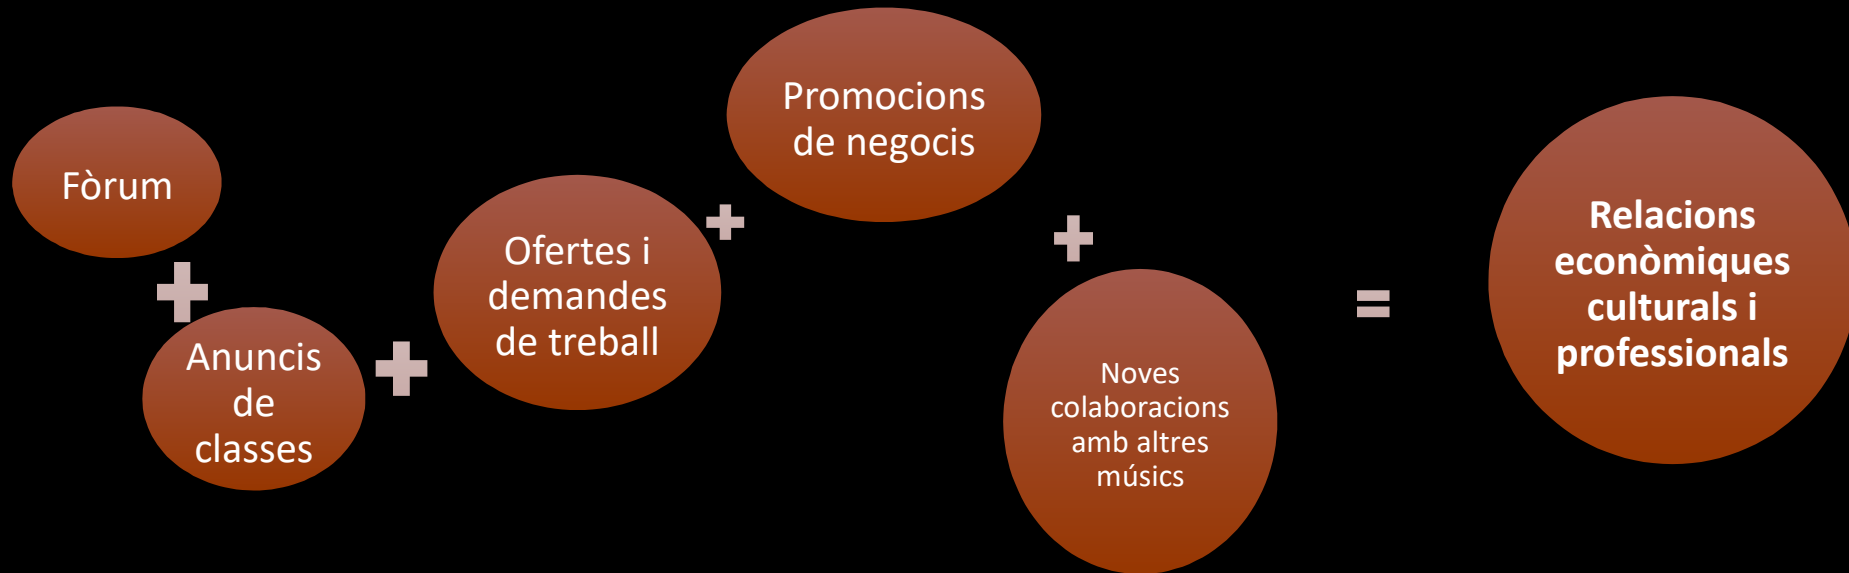 Fòrum
Anuncis
de
classes
Ofertes i
demandes
de treball
Promocions
de negocis
Noves
colaboracions
amb altres
músics
Relacions
econòmiques
culturals i
professionals